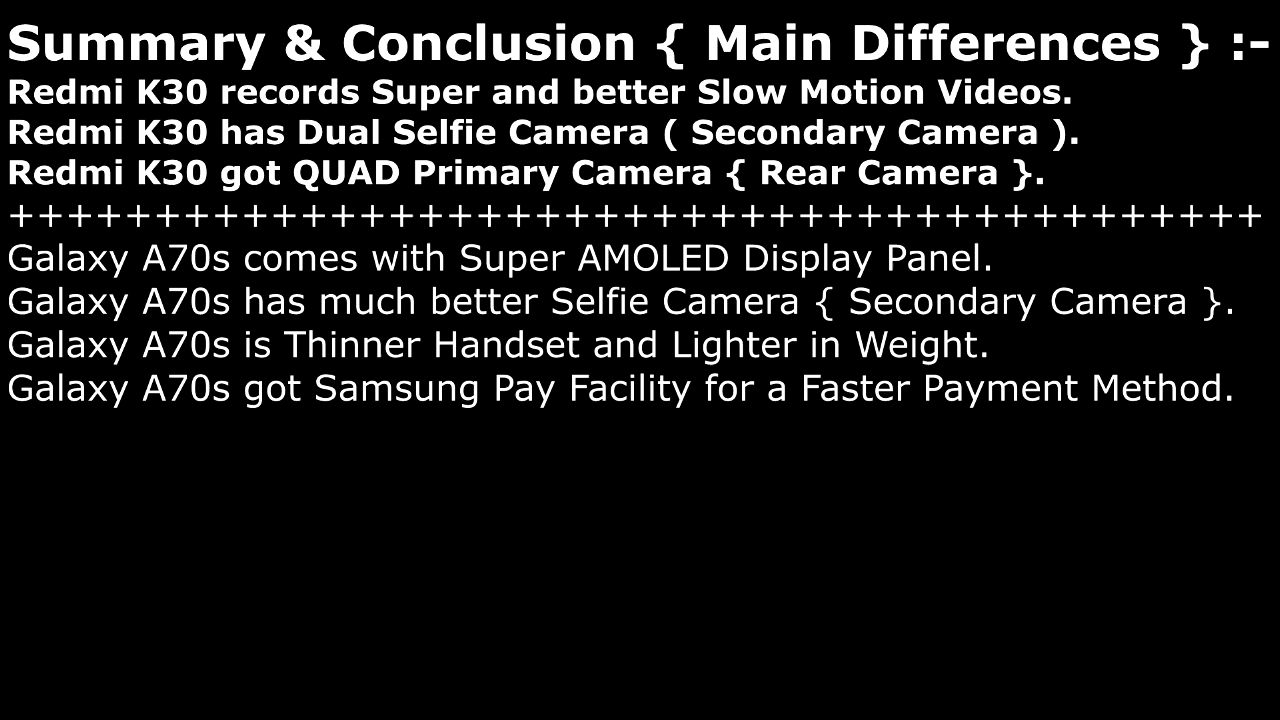 Summary & Conclusion { Main Differences } :-
Redmi K30 records Super and better Slow Motion Videos.
Redmi K30 has Dual Selfie Camera ( Secondary Camera ).
Redmi K30 got QUAD Primary Camera { Rear Camera }.
+++++++++++++++++++++++++++++++++++++++++++
Galaxy A70s comes with Super AMOLED Display Panel.
Galaxy A70s has much better Selfie Camera { Secondary Camera }.
Galaxy A70s is Thinner Handset and Lighter in Weight.
Galaxy A70s got Samsung Pay Facility for a Faster Payment Method.